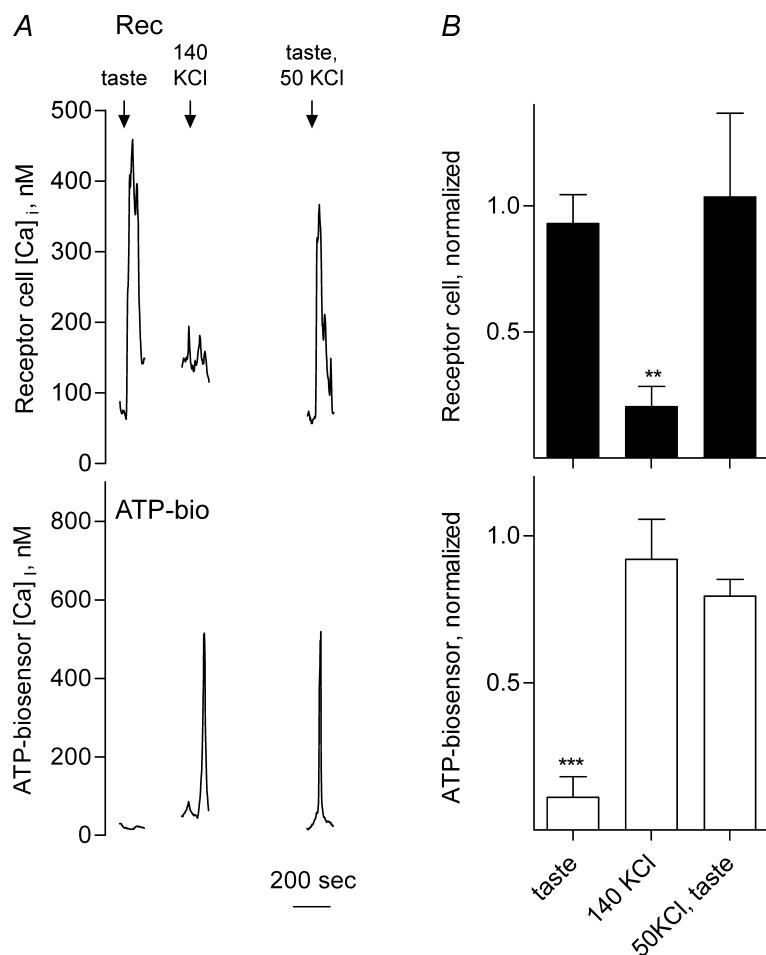 A
Rec
taste
140
KCl
taste,
50 KCl
500
400
300
200
100
0
Receptor cell [Ca] i, nM
ATP-bio
800
600
400
200
0
ATP-biosensor [Ca] i, nM
200 sec
B
1.0
0.5
Receptor cell, normalized
**
1.0
0.5
ATP-biosensor, normalized
***
taste
140 KCl
50KCl, taste